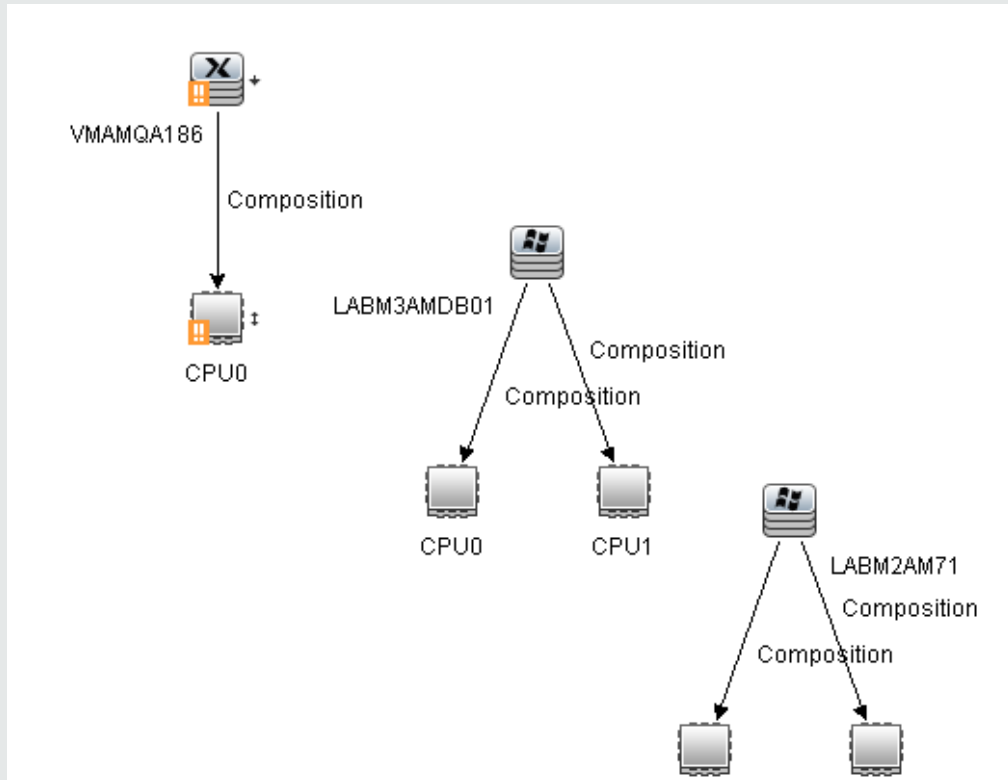 VMAMQA186
Composition
CPU0
LABM3AMDB01
Composition
Composition
CPU0
CPU1
LABM2AM71
Composition
Composition